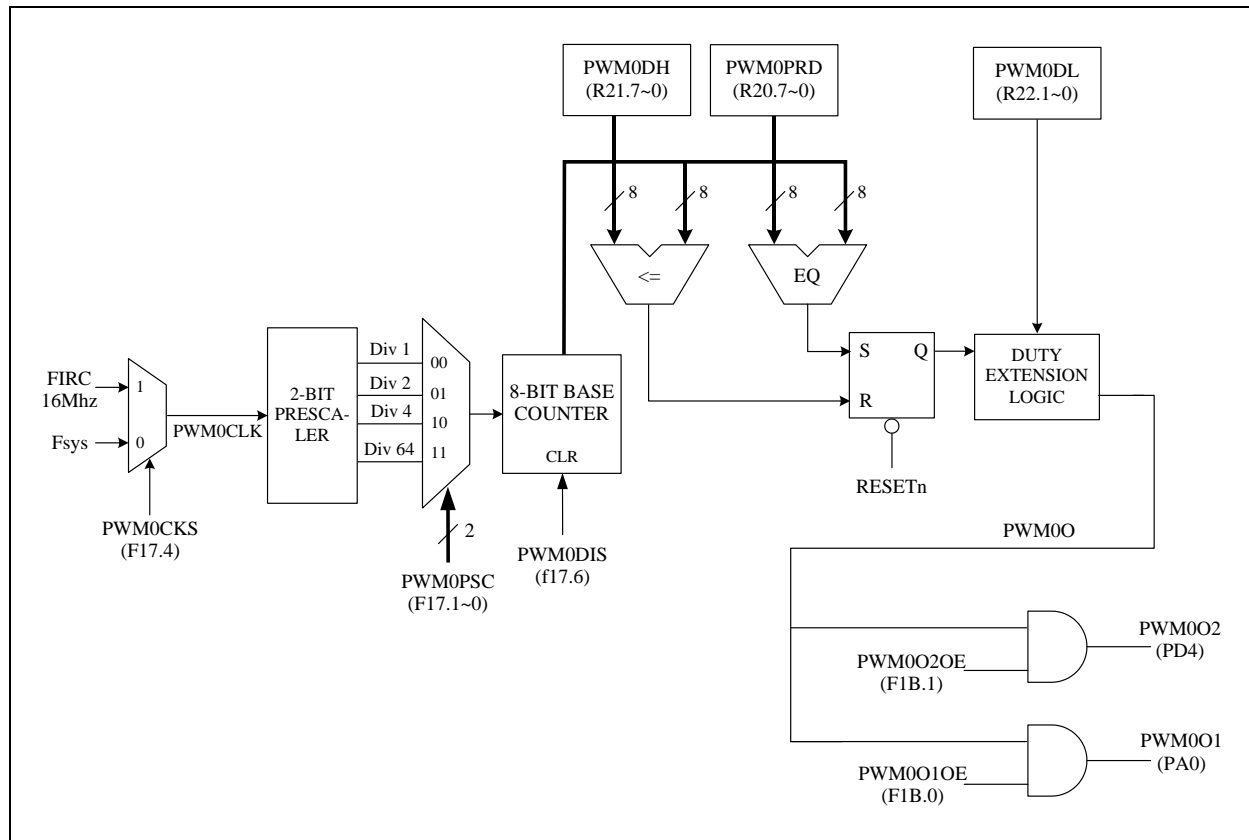 PWM0DH
(R21.7~0)
PWM0PRD
(R20.7~0)
PWM0DL
(R22.1~0)
8
8
8
8
<=
EQ
FIRC
16Mhz
Fsys
1
0
PWM0CLK
PWM0CKS
(F17.4)
2-BIT
PRESCA-
LER
Div 1
Div 2
Div 4
Div 64
00
01
10
11
2
PWM0PSC
(F17.1~0)
8-BIT BASE
COUNTER
CLR
PWM0DIS
(f17.6)
S
Q
R
RESETn
DUTY
EXTENSION
LOGIC
PWM0O
PWM0O2OE
(F1B.1)
PWM0O2
(PD4)
PWM0O1OE
(F1B.0)
PWM0O1
(PA0)